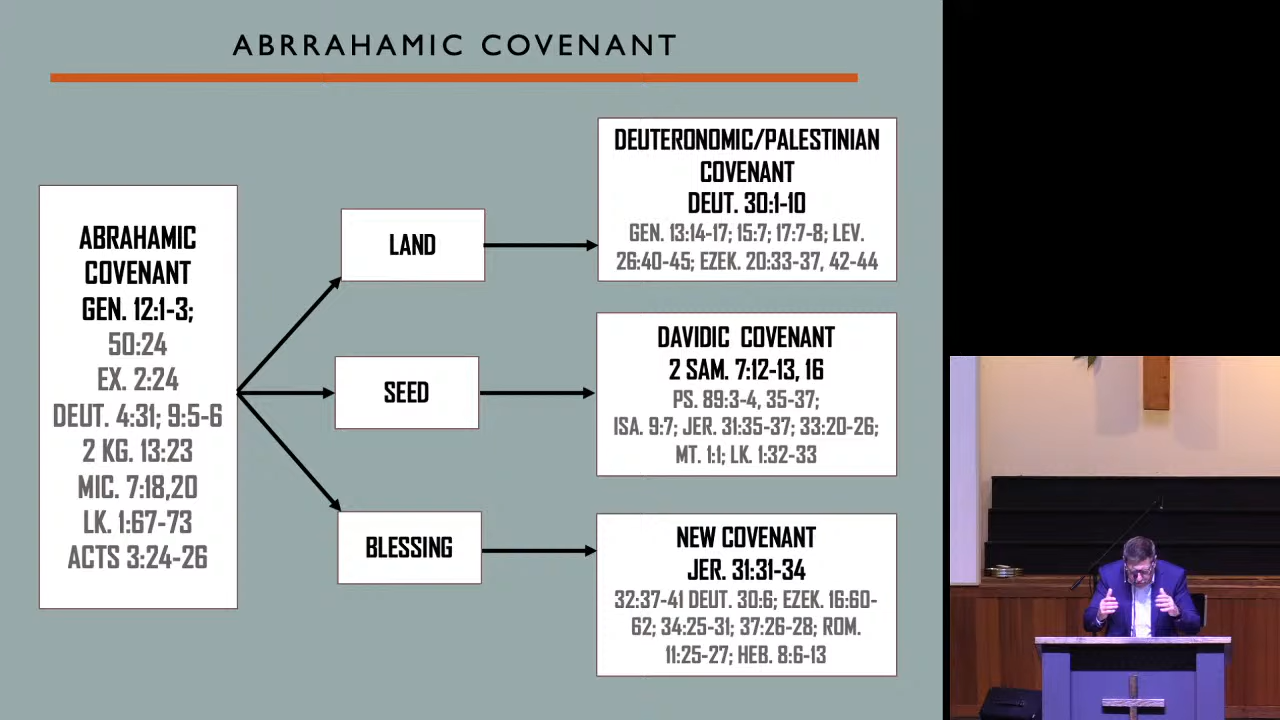 ABRRAHAMIC COVENANT
ABRAHAMIC
COVENANT
GEN. 12:1-3;
50:24
EX. 2:24
DEUT. 4:31; 9:5-6
2 KG. 13:23
MIC. 7:18,20
LK. 1:67-73
ACTS 3:24-26
LAND
SEED
BLESSING
DEUTERONOMIC/PALESTINIAN
COVENANT
DEUT. 30:1-10
GEN. 13:14-17; 15:7; 17:7-8; LEV.
26:40-45; EZEK. 20:33-37, 42-44
DAVIDIC COVENANT
2 SAM. 7:12-13, 16
PS. 89:3-4, 35-37;
ISA. 9:7; JER. 31:35-37; 33:20-26;
MT. 1:1; LK. 1:32-33
NEW COVENANT
JER. 31:31-34
32:37-41 DEUT. 30:6; EZEK. 16:60-
62; 34:25-31; 37:26-28; ROM.
11:25-27; HEB. 8:6-13